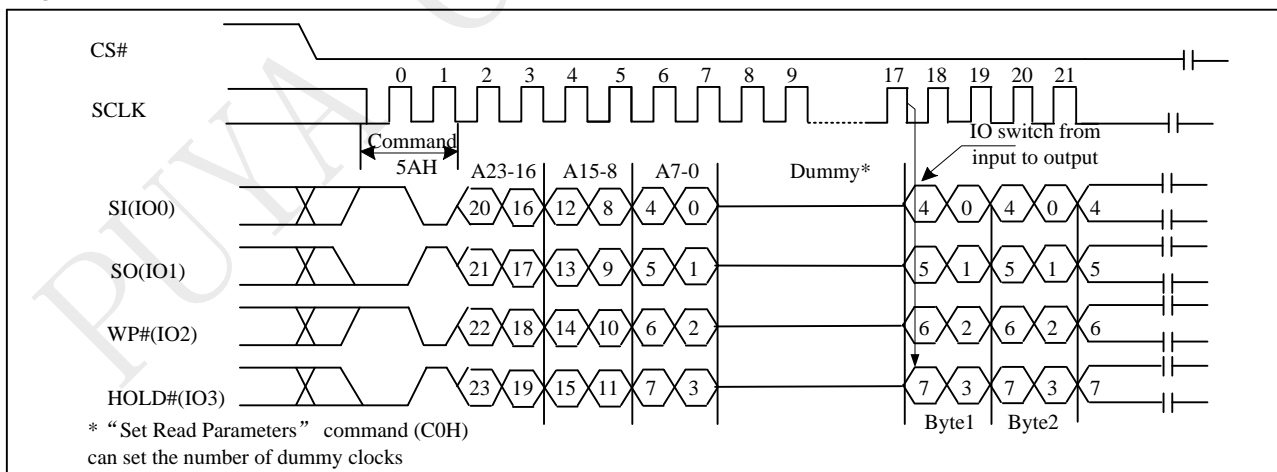 CS#
0 1 2 3 4 5 6 7 8 9 17 18 19 20 21
SCLK
Command
5AH
IO switch from
input to output
A23-16 A15-8 A7-0 Dummy*
SI(IO0) 20 16 12 8 4 0 4 0 4 0 4
SO(IO1) 21 17 13 9 5 1 5 1 5 1 5
WP#(IO2) 22 18 14 10 6 2 6 2 6 2 6
HOLD#(IO3) 23 19 15 11 7 3 7 3 7 3 7
Byte1 Byte2
* “Set Read Parameters” command (C0H)
can set the number of dummy clocks
PUYA